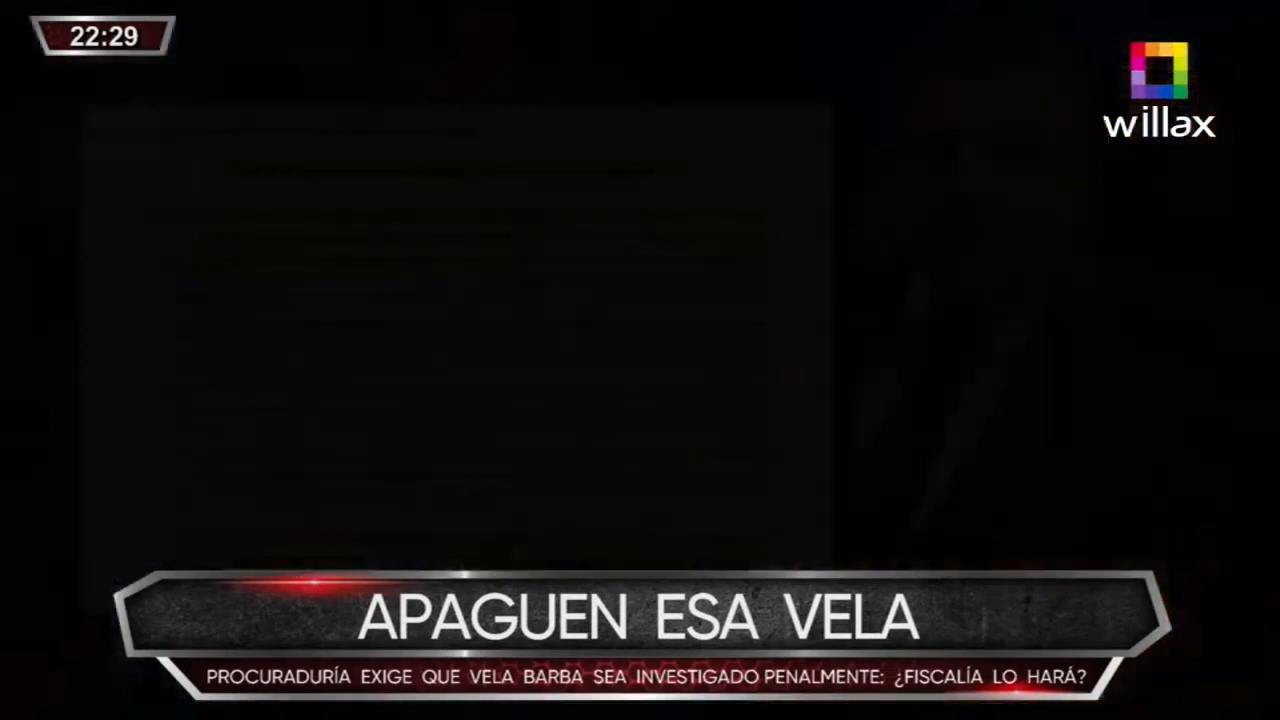 22:29
willax
APAGUEN ESA VELA
PROCURADURÍA EXIGE QUE VELA BARBA SEA INVESTIGADO PENALMENTE: ¿FISCALÍA LO HARÁ?